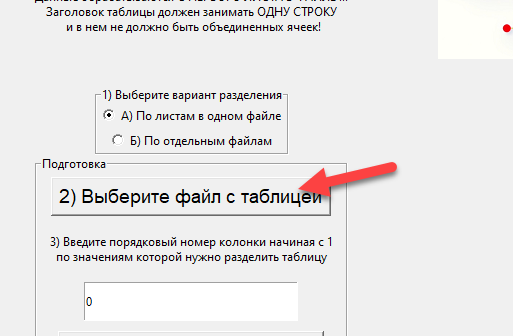 Заголовок таблицы должен занимать ОДНУ СТРОКУ
и в нем не должно быть объединенных ячеек!
1) Выберите вариант разделения
А) По листам в одном файле
Б) По отдельным файлам
Подготовка
2) Выберите файл с таблицей
3) Введите порядковый номер колонки начиная с 1
по значениям которой нужно разделить таблицу
0